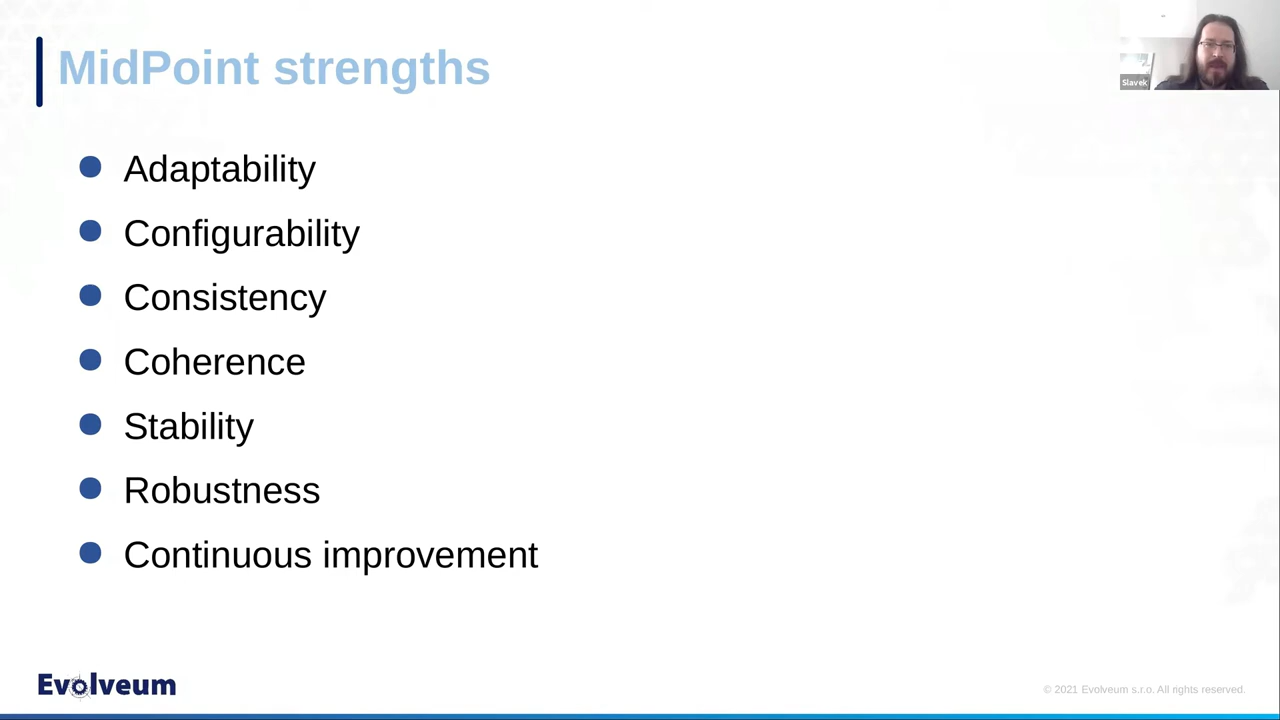 MidPoint strengths
Slavek
Adaptability
Configurability
Consistency
Coherence
Stability
Robustness
Continuous improvement
Evolveum
© 2021 Evolveum s.r.o. All rights reserved.